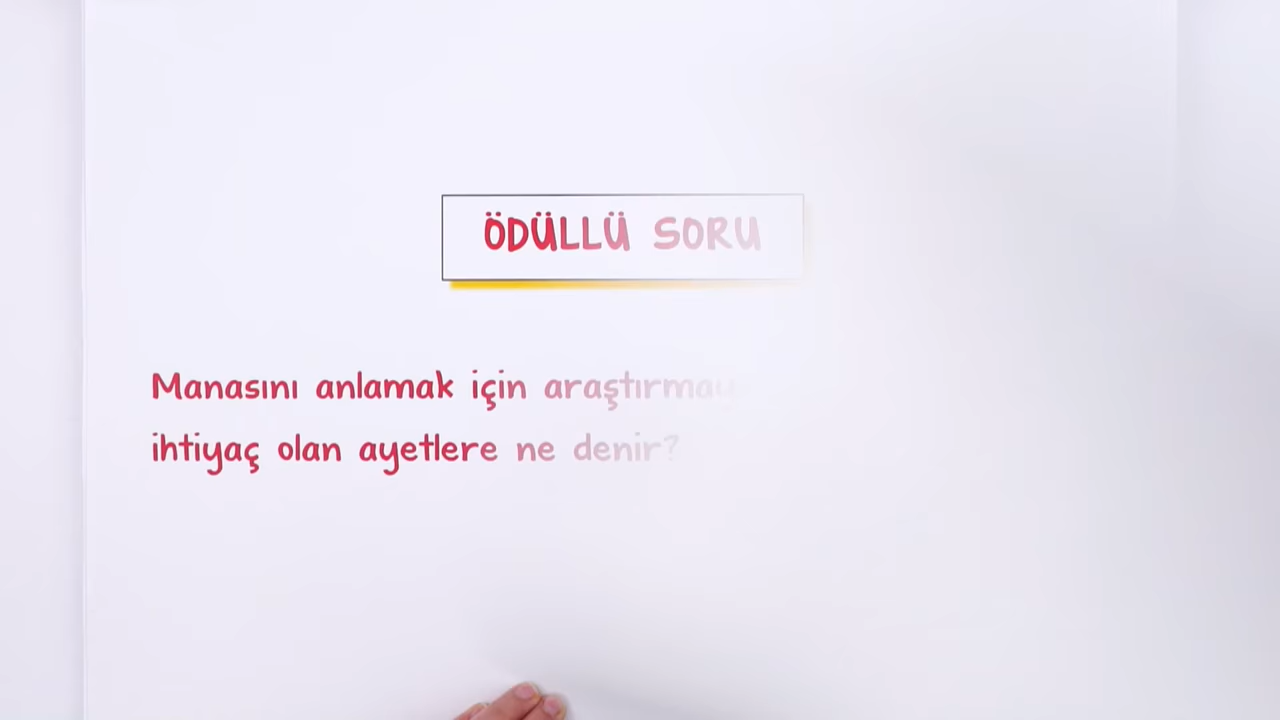 ÖDÜLLÜ SORU
Manasını anlamak için
ihtiyaç olan ayetlere ne denir?